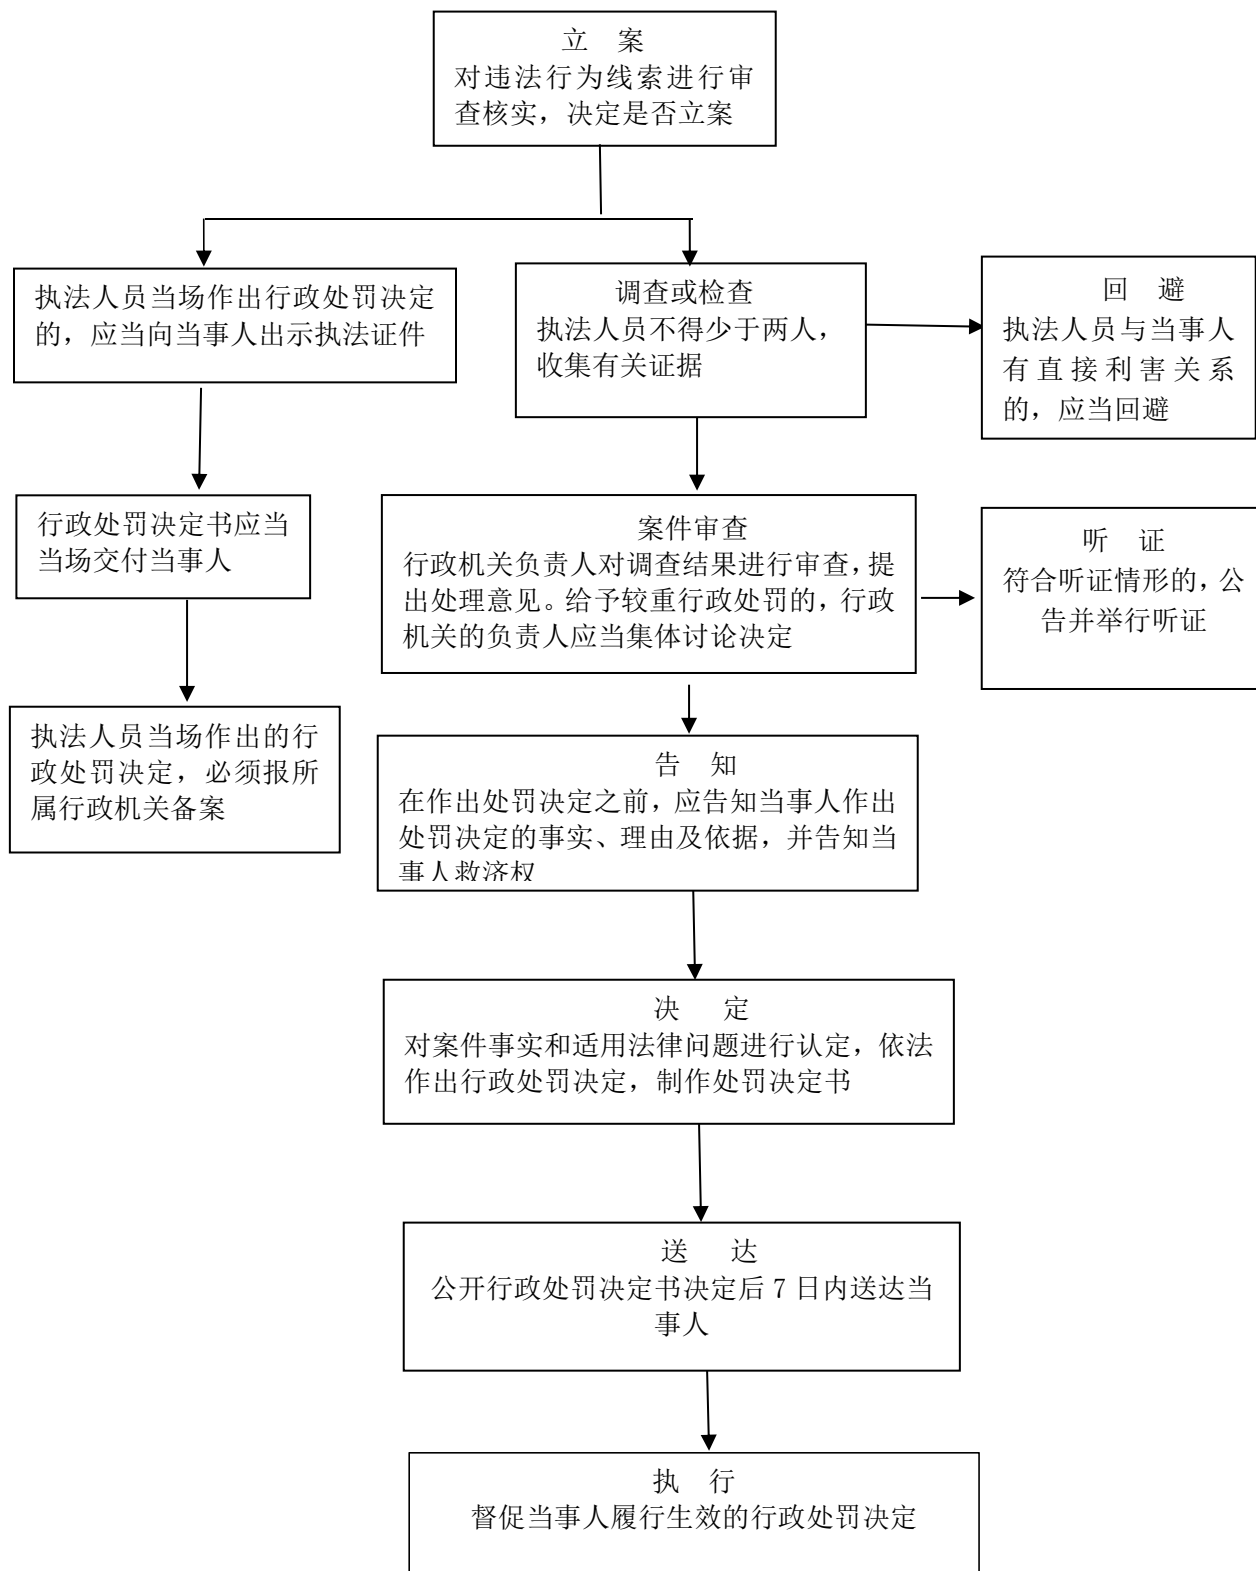 立 案
对违法行为线索进行审
查核实，决定是否立案
执法人员当场作出行政处罚决定
的，应当向当事人出示执法证件
调查或检查
执法人员不得少于两人，
收集有关证据
回 避
执法人员与当事人
有直接利害关系
的，应当回避
行政处罚决定书应当
当场交付当事人
案件审查
行政机关负责人对调查结果进行审查，提
出处理意见。给予较重行政处罚的，行政
机关的负责人应当集体讨论决定
听 证
符合听证情形的，公
告并举行听证
执法人员当场作出的行
政处罚决定，必须报所
属行政机关备案
告 知
在作出处罚决定之前，应告知当事人作出
处罚决定的事实、理由及依据，并告知当
事人救济权
决 定
对案件事实和适用法律问题进行认定，依法
作出行政处罚决定，制作处罚决定书
送 达
公开行政处罚决定书决定后 7 日内送达当
事人
执 行
督促当事人履行生效的行政处罚决定